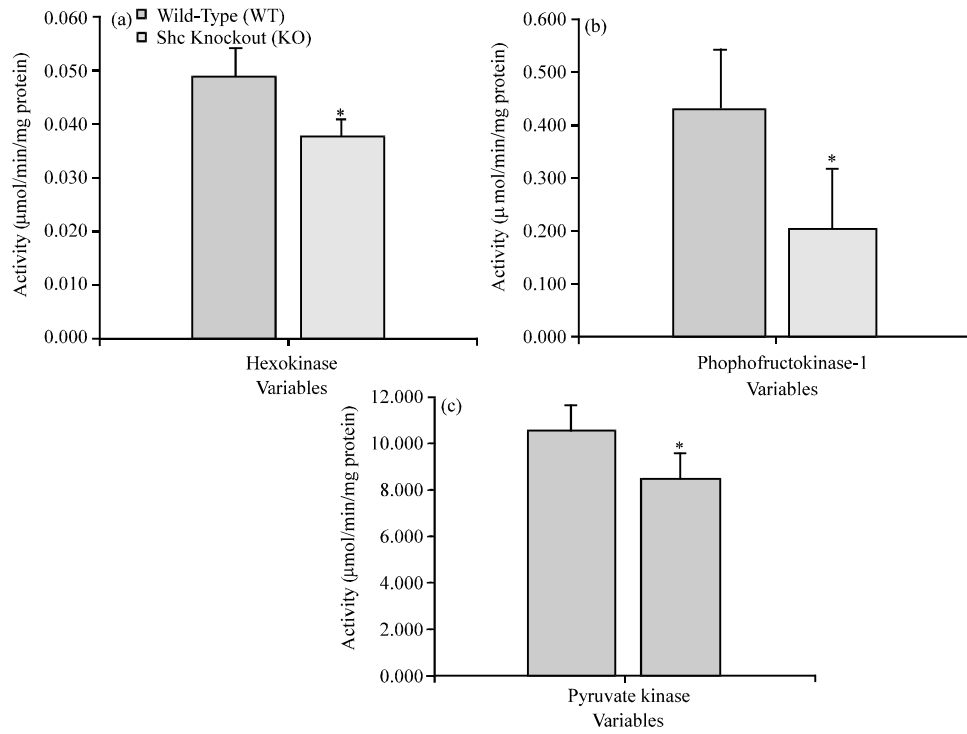 (a)
Wild-Type (WT)
Shc Knockout (KO)
Activity (μmol/min/mg protein)
0.060
0.050
0.040
0.030
0.020
0.010
0.000
*
Hexokinase
Variables
(b)
Activity (μ mol/min/mg protein)
0.600
0.500
0.400
0.300
0.200
0.100
0.000
*
Phophofructokinase-1
Variables
(c)
Activity (μmol/min/mg protein)
12.000
10.000
8.000
6.000
4.000
2.000
0.000
*
Pyruvate kinase
Variables